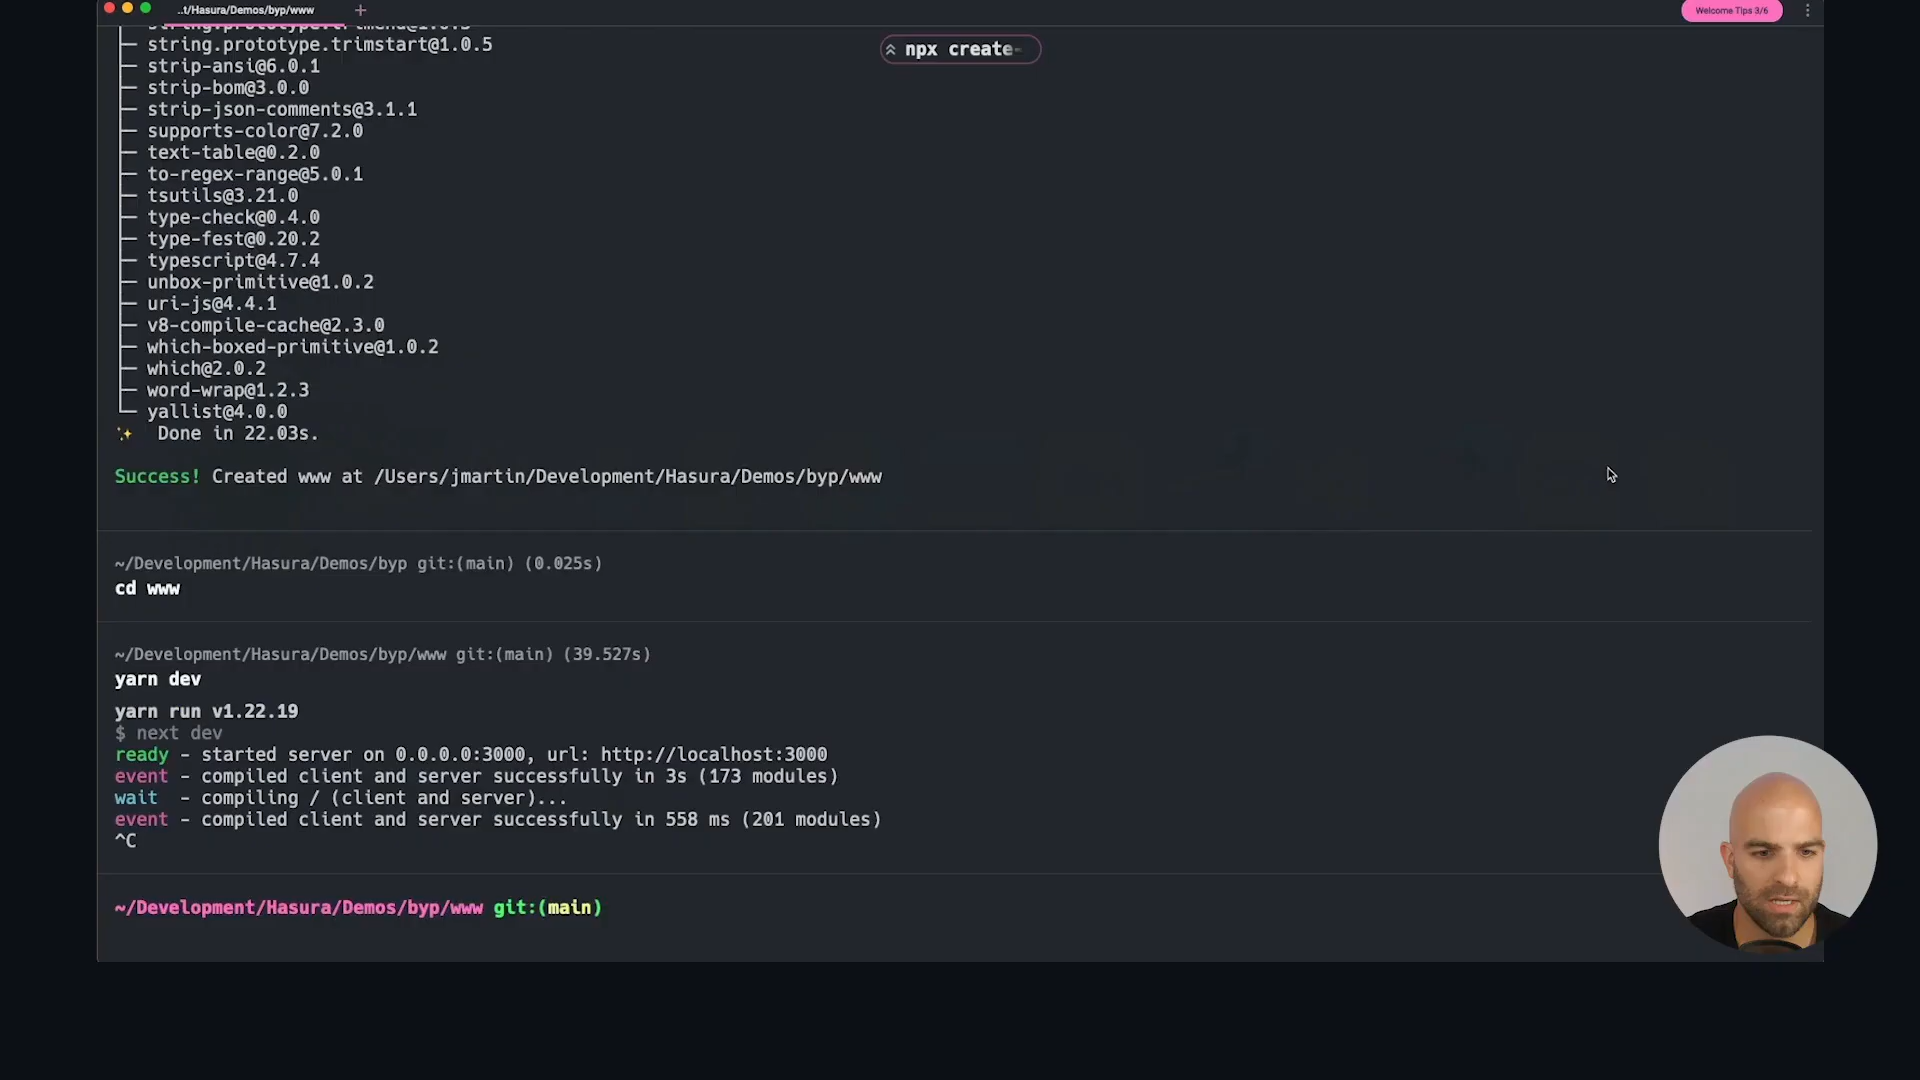 ..t/Hasura/Demos/byp/www
Welcome Tips 3/6
npx create-
string.prototype.trimend@1.0.5
string.prototype.trimstart@1.0.5
strip-ansi@6.0.1
strip-bom@3.0.0
strip-json-comments@3.1.1
supports-color@7.2.0
text-table@0.2.0
to-regex-range@5.0.1
tsutils@3.21.0
type-check@0.4.0
type-fest@0.20.2
typescript@4.7.4
unbox-primitive@1.0.2
uri-js@4.4.1
v8-compile-cache@2.3.0
which-boxed-primitive@1.0.2
which@2.0.2
word-wrap@1.2.3
yallist@4.0.0
✨ Done in 22.03s.
Success! Created www at /Users/jmartin/Development/Hasura/Demos/byp/www
~/Development/Hasura/Demos/byp git:(main) (0.025s)
cd www
~/Development/Hasura/Demos/byp/www git:(main) (39.527s)
yarn dev
yarn run v1.22.19
$ next dev
ready - started server on 0.0.0.0:3000, url: http://localhost:3000
event - compiled client and server successfully in 3s (173 modules)
wait - compiling / (client and server)...
event - compiled client and server successfully in 558 ms (201 modules)
^C
~/Development/Hasura/Demos/byp/www git:(main)